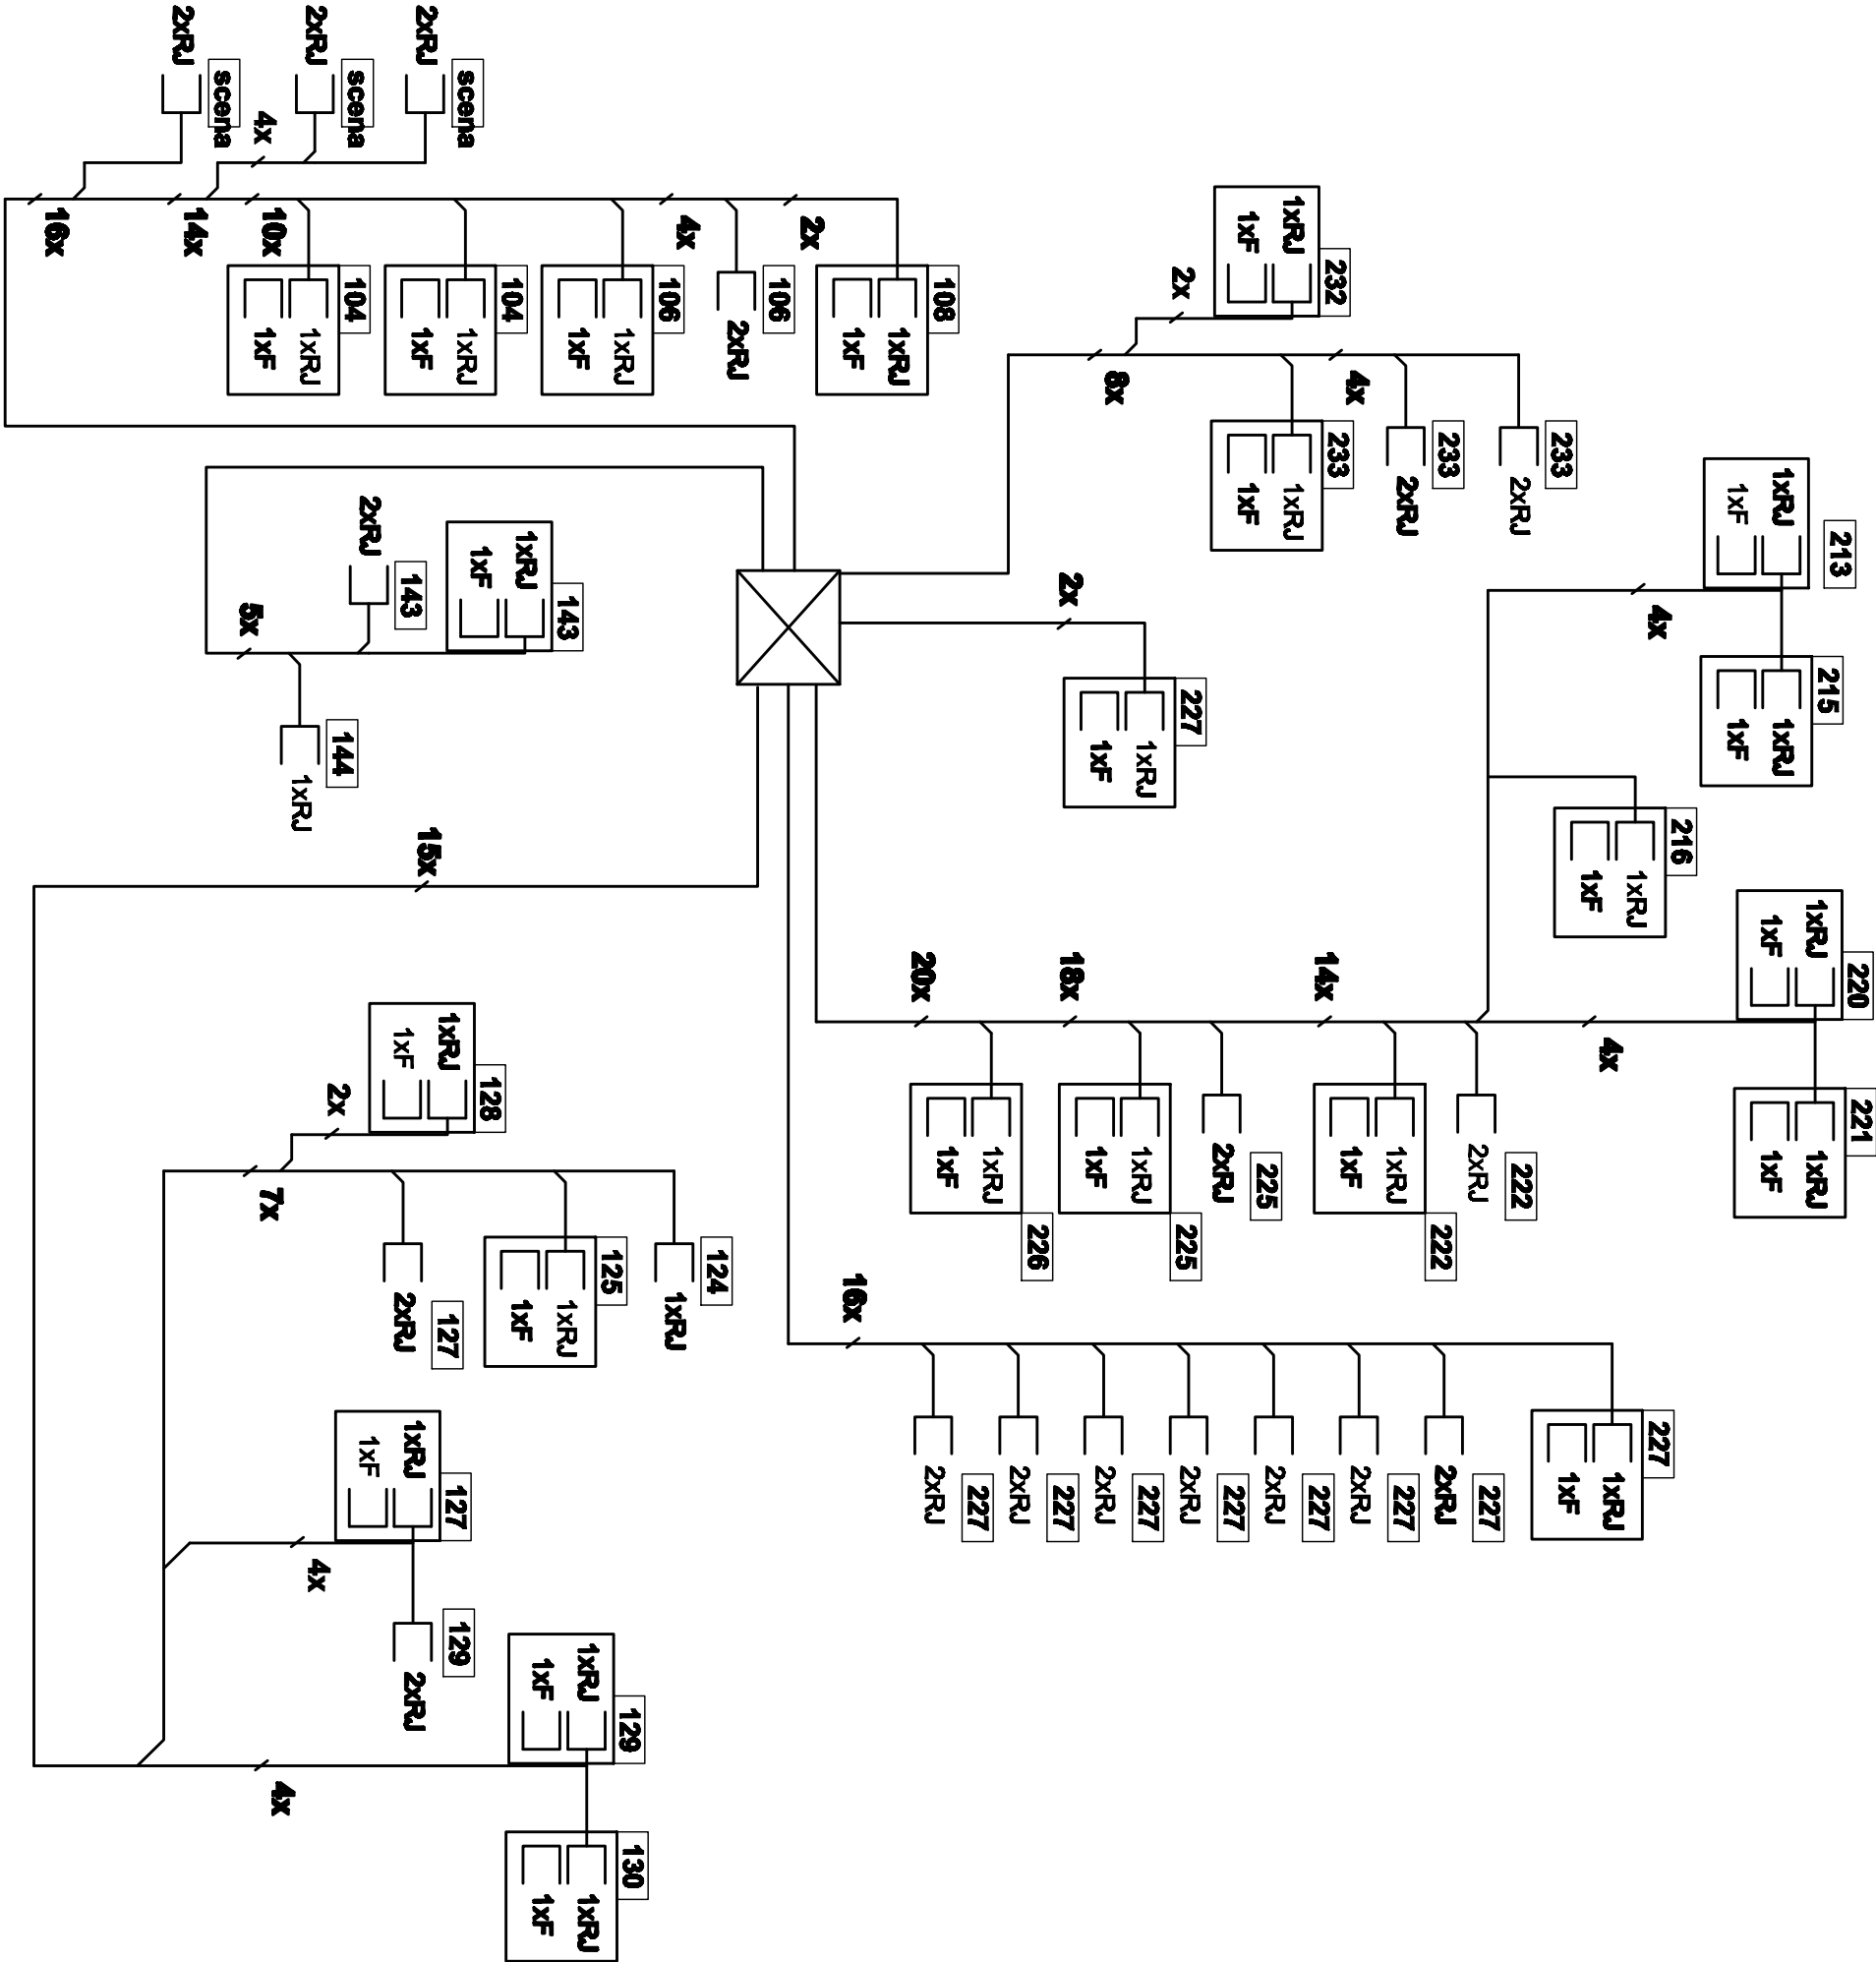 2xRJ
scena
2xRJ
scena
2xRJ
scena
4x
16x
14x
10x
4x
2x
104
1xRJ
1xF
104
1xRJ
1xF
106
1xRJ
1xF
106
2xRJ
108
1xRJ
1xF
232
1xRJ
1xF
2x
8x
4x
233
1xRJ
1xF
233
2xRJ
233
2xRJ
213
1xRJ
1xF
4x
215
1xRJ
1xF
216
1xRJ
1xF
2xRJ
143
1xRJ
1xF
143
5x
144
1xRJ
2x
227
1xRJ
1xF
15x
220
1xRJ
1xF
20x
18x
14x
4x
221
1xRJ
1xF
226
1xRJ
1xF
225
1xRJ
1xF
225
2xRJ
222
1xRJ
1xF
222
2xRJ
128
1xRJ
1xF
2x
7x
127
2xRJ
125
1xRJ
1xF
124
1xRJ
16x
227
2xRJ
227
2xRJ
227
2xRJ
227
2xRJ
227
2xRJ
227
2xRJ
227
2xRJ
227
1xRJ
1xF
127
1xRJ
1xF
4x
129
2xRJ
129
1xRJ
1xF
4x
130
1xRJ
1xF